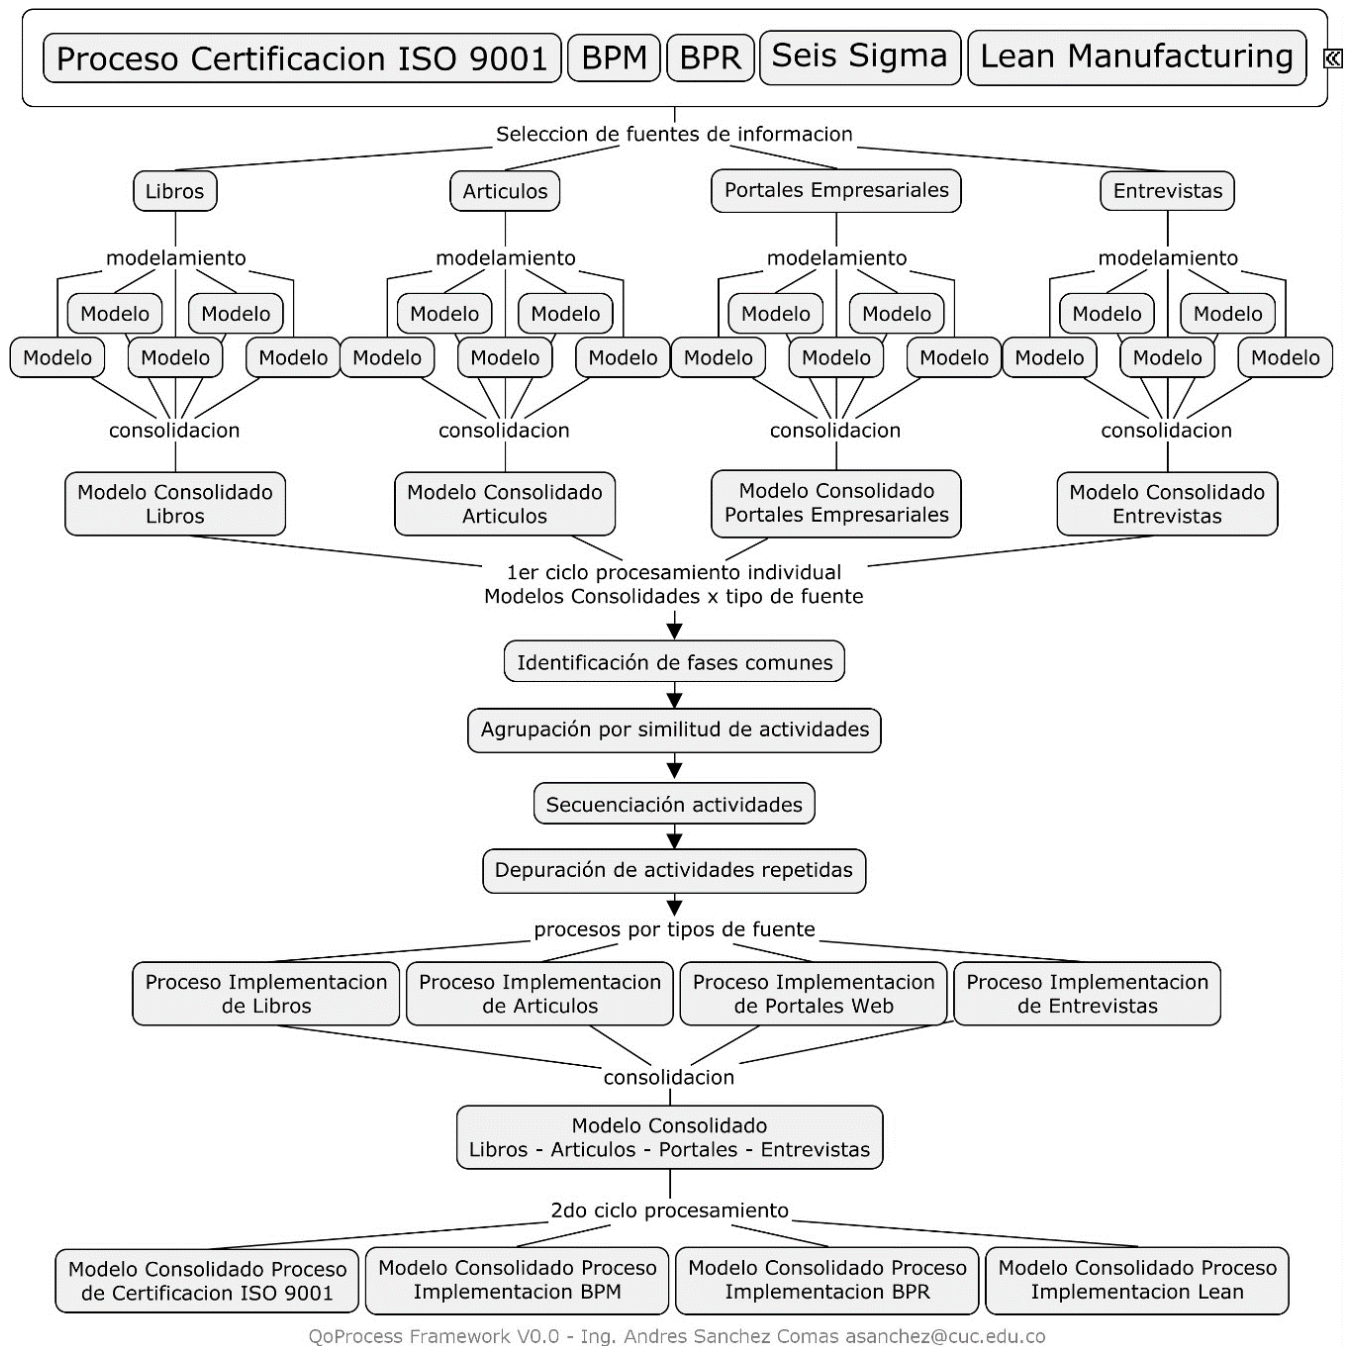 Proceso Certificacion ISO 9001 BPM BPR Seis Sigma Lean Manufacturing
Seleccion de fuentes de informacion
Libros Articulos Portales Empresariales Entrevistas
modelamiento modelamiento modelamiento modelamiento
Modelo Modelo Modelo Modelo Modelo Modelo Modelo Modelo
Modelo Modelo Modelo Modelo Modelo Modelo Modelo Modelo Modelo Modelo Modelo Modelo
consolidacion consolidacion consolidacion consolidacion
Modelo Consolidado
Libros
Modelo Consolidado
Articulos
Modelo Consolidado
Portales Empresariales
Modelo Consolidado
Entrevistas
1er ciclo procesamiento individual
Modelos Consolidades x tipo de fuente
Identificación de fases comunes
Agrupación por similitud de actividades
Secuenciación actividades
Depuración de actividades repetidas
procesos por tipos de fuente
Proceso Implementacion
de Libros
Proceso Implementacion
de Articulos
Proceso Implementacion
de Portales Web
Proceso Implementacion
de Entrevistas
consolidacion
Modelo Consolidado
Libros - Articulos - Portales - Entrevistas
2do ciclo procesamiento
Modelo Consolidado Proceso
de Certificacion ISO 9001
Modelo Consolidado Proceso
Implementacion BPM
Modelo Consolidado Proceso
Implementacion BPR
Modelo Consolidado Proceso
Implementacion Lean
QoProcess Framework V0.0 - Ing. Andres Sanchez Comas asanchez@cuc.edu.co